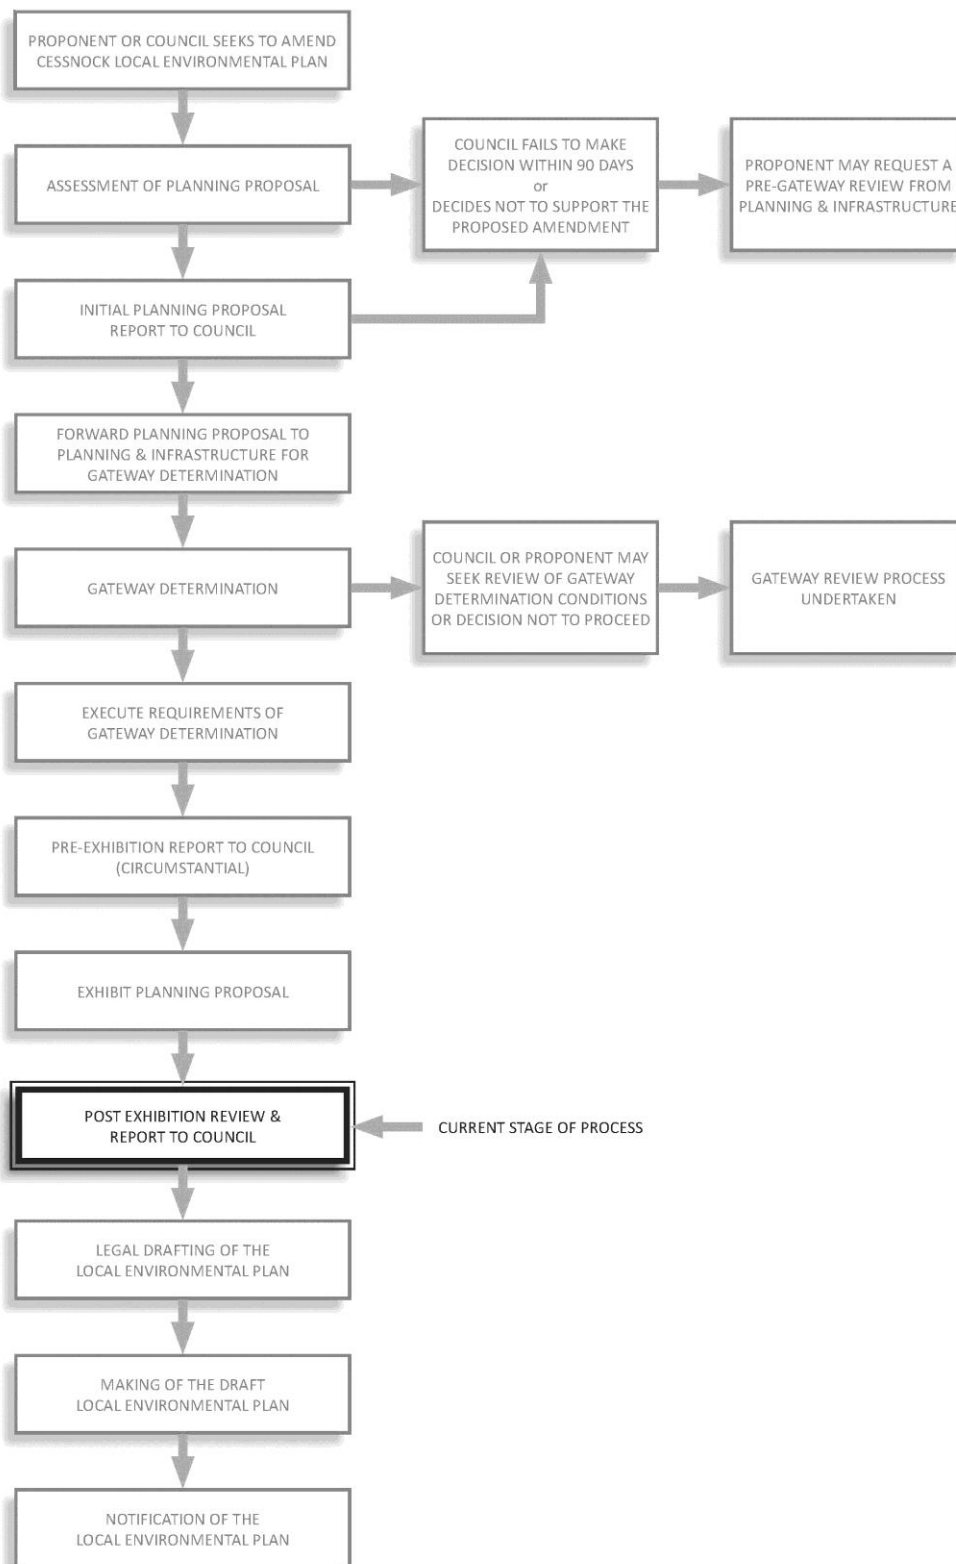 PROPONENT OR COUNCIL SEEKS TO AMEND
CESSNOCK LOCAL ENVIRONMENTAL PLAN
ASSESSMENT OF PLANNING PROPOSAL
COUNCIL FAILS TO MAKE
DECISION WITHIN 90 DAYS
or
DECIDES NOT TO SUPPORT THE
PROPOSED AMENDMENT
PROPONENT MAY REQUEST A
PRE-GATEWAY REVIEW FROM
PLANNING & INFRASTRUCTURE
INITIAL PLANNING PROPOSAL
REPORT TO COUNCIL
FORWARD PLANNING PROPOSAL TO
PLANNING & INFRASTRUCTURE FOR
GATEWAY DETERMINATION
GATEWAY DETERMINATION
COUNCIL OR PROPONENT MAY
SEEK REVIEW OF GATEWAY
DETERMINATION CONDITIONS
OR DECISION NOT TO PROCEED
GATEWAY REVIEW PROCESS
UNDERTAKEN
EXECUTE REQUIREMENTS OF
GATEWAY DETERMINATION
PRE-EXHIBITION REPORT TO COUNCIL
(CIRCUMSTANTIAL)
EXHIBIT PLANNING PROPOSAL
POST EXHIBITION REVIEW &
REPORT TO COUNCIL
CURRENT STAGE OF PROCESS
LEGAL DRAFTING OF THE
LOCAL ENVIRONMENTAL PLAN
MAKING OF THE DRAFT
LOCAL ENVIRONMENTAL PLAN
NOTIFICATION OF THE
LOCAL ENVIRONMENTAL PLAN